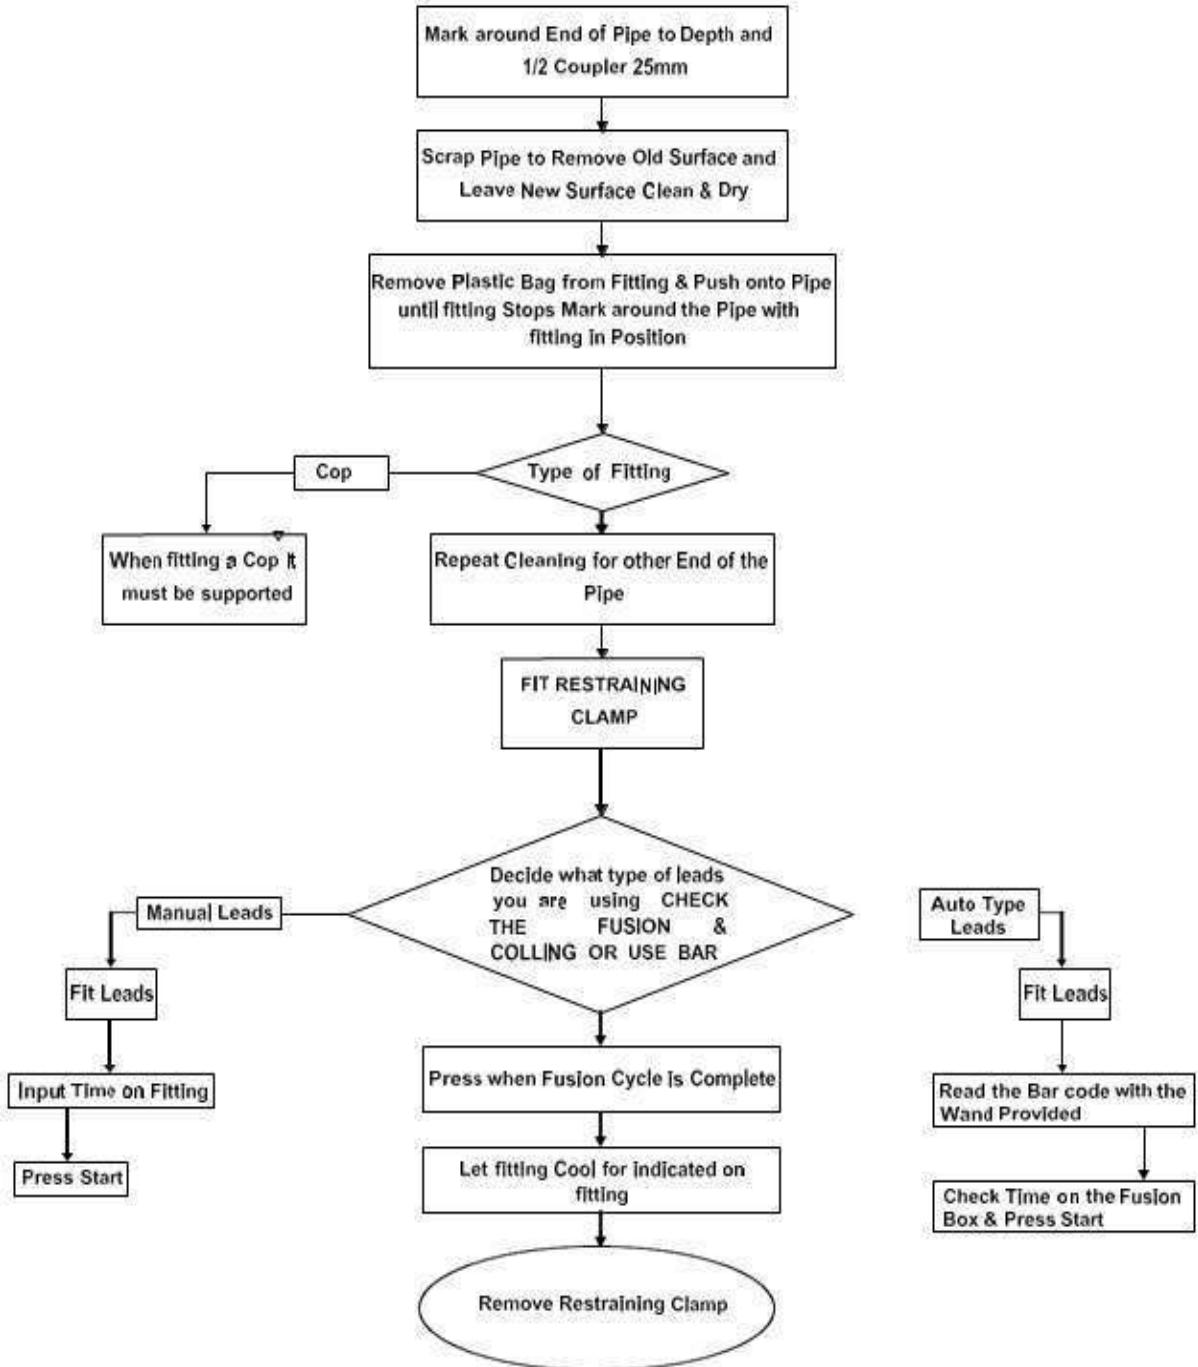 Mark around End of Pipe to Depth and
1/2 Coupler 25mm
Scrap Pipe to Remove Old Surface and
Leave New Surface Clean & Dry
Remove Plastic Bag from Fitting & Push onto Pipe
until fitting Stops Mark around the Pipe with
fitting in Position
Cop
Type of Fitting
When fitting a Cop it
must be supported
Repeat Cleaning for other End of the
Pipe
FIT RESTRAINING
CLAMP
Decide what type of leads
you are using CHECK
THE FUSION &
COLLING OR USE BAR
Manual Leads
Fit Leads
Input Time on Fitting
Press Start
Auto Type
Leads
Fit Leads
Read the Bar code with the
Wand Provided
Check Time on the Fusion
Box & Press Start
Press when Fusion Cycle is Complete
Let fitting Cool for indicated on
fitting
Remove Restraining Clamp